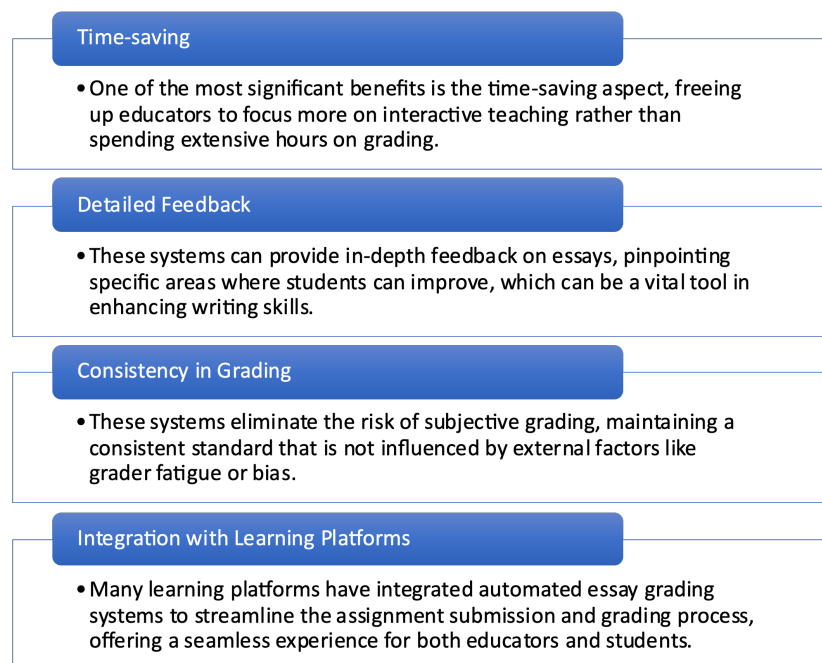 Time-saving
•One of the most significant benefits is the time-saving aspect, freeing
up educators to focus more on interactive teaching rather than
spending extensive hours on grading.
Detailed Feedback
•These systems can provide in-depth feedback on essays, pinpointing
specific areas where students can improve, which can be a vital tool in
enhancing writing skills.
Consistency in Grading
•These systems eliminate the risk of subjective grading, maintaining a
consistent standard that is not influenced by external factors like
grader fatigue or bias.
Integration with Learning Platforms
•Many learning platforms have integrated automated essay grading
systems to streamline the assignment submission and grading process,
offering a seamless experience for both educators and students.